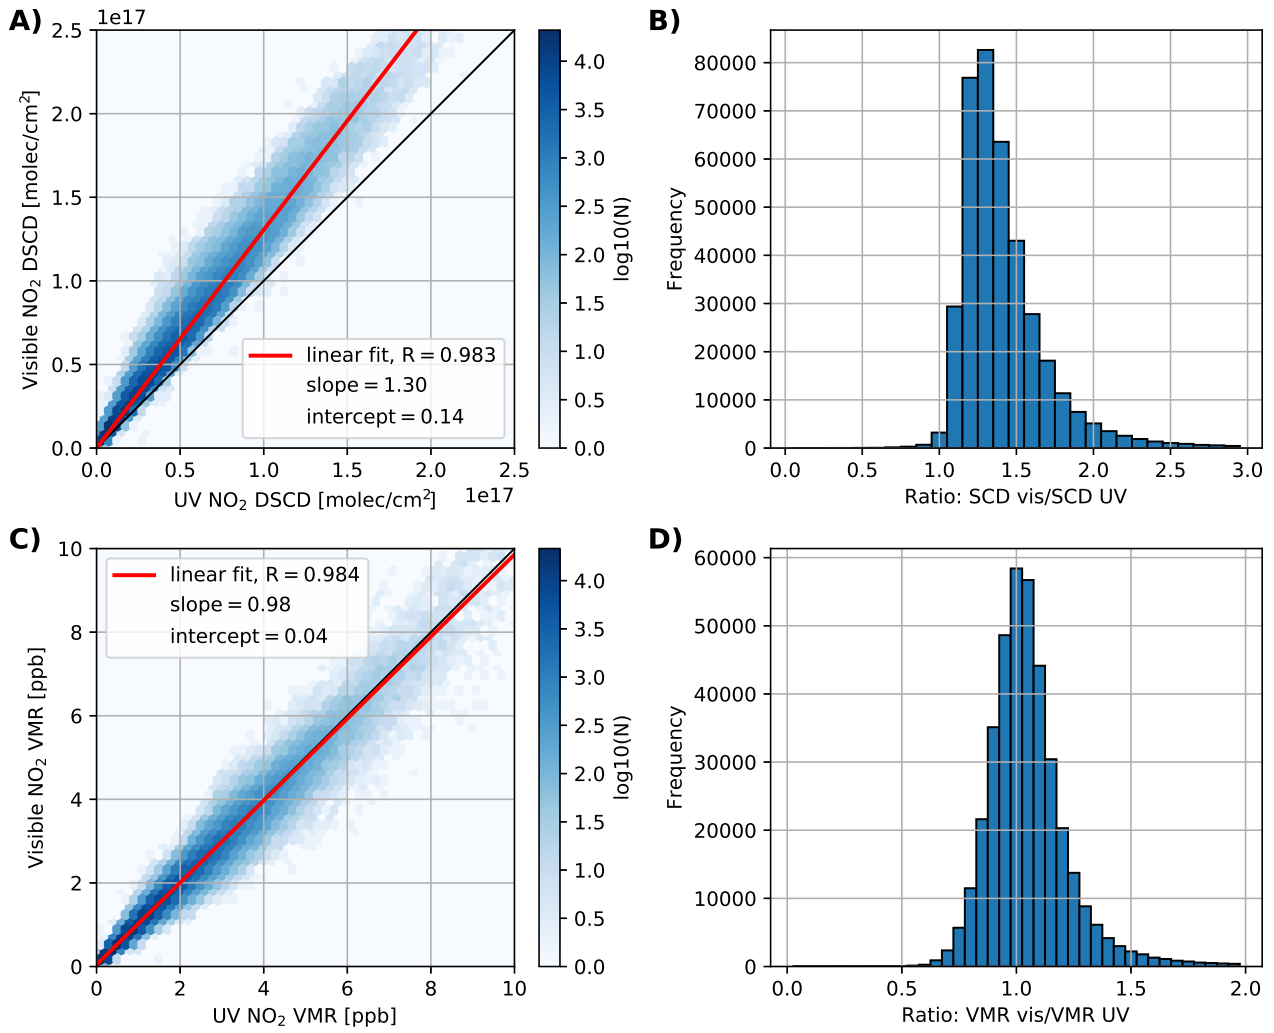 A)
1e17
2.5
2.0
1.5
1.0
0.5
0.0
Visible NO₂ DSCD [molec/cm²]
0.0 0.5 1.0 1.5 2.0 2.5
UV NO₂ DSCD [molec/cm²]
1e17
linear fit, R = 0.983
slope = 1.30
intercept = 0.14
4.0
3.5
3.0
2.5
2.0
1.5
1.0
0.5
0.0
log10(N)
B)
80000
70000
60000
50000
40000
30000
20000
10000
0
Frequency
0.0 0.5 1.0 1.5 2.0 2.5 3.0
Ratio: SCD vis/SCD UV
C)
10
8
6
4
2
0
Visible NO₂ VMR [ppb]
0 2 4 6 8 10
UV NO₂ VMR [ppb]
linear fit, R = 0.984
slope = 0.98
intercept = 0.04
4.0
3.5
3.0
2.5
2.0
1.5
1.0
0.5
0.0
log10(N)
D)
60000
50000
40000
30000
20000
10000
0
Frequency
0.0 0.5 1.0 1.5 2.0
Ratio: VMR vis/VMR UV